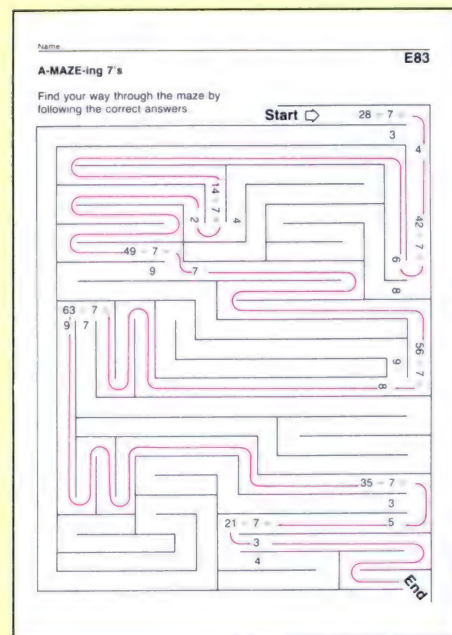 Name
E83
A-MAZE-ing 7's
Find your way through the maze by
following the correct answers
Start
28 ÷ 7 =
3
4
14 ÷ 7 =
2
4
42 ÷ 7 =
6
8
49 ÷ 7 =
9
7
63 ÷ 7 =
9
7
56 ÷ 7 =
9
8
35 ÷ 7 =
3
5
21 ÷ 7 =
3
4
End